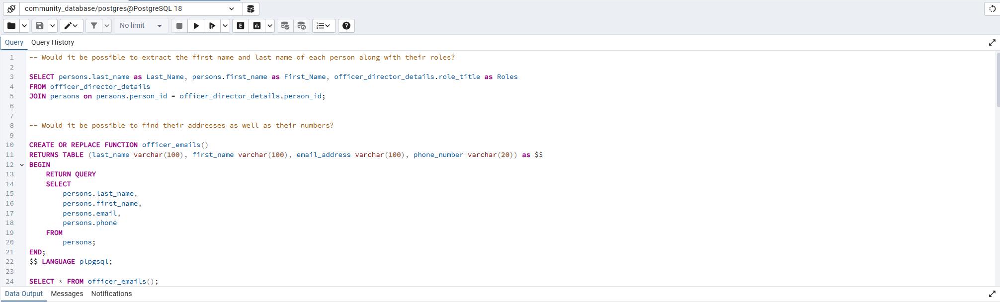 community_database/postgres@PostgreSQL 18
No limit
E
Query Query History
1 -- Would it be possible to extract the first name and last name of each person along with their roles?
2
3 SELECT persons.last_name as Last_Name, persons.first_name as First_Name, officer_director_details.role_title as Roles
4 FROM officer_director_details
5 JOIN persons on persons.person_id = officer_director_details.person_id;
6
7
8 -- Would it be possible to find their addresses as well as their numbers?
9
10 CREATE OR REPLACE FUNCTION officer_emails()
11 RETURNS TABLE (last_name varchar(100), first_name varchar(100), email_address varchar(100), phone_number varchar(20)) as $$
12 BEGIN
13     RETURN QUERY
14     SELECT
15         persons.last_name,
16         persons.first_name,
17         persons.email,
18         persons.phone
19     FROM
20         persons;
21 END;
22 $$ LANGUAGE plpgsql;
23
24 SELECT * FROM officer_emails();
Data Output Messages Notifications